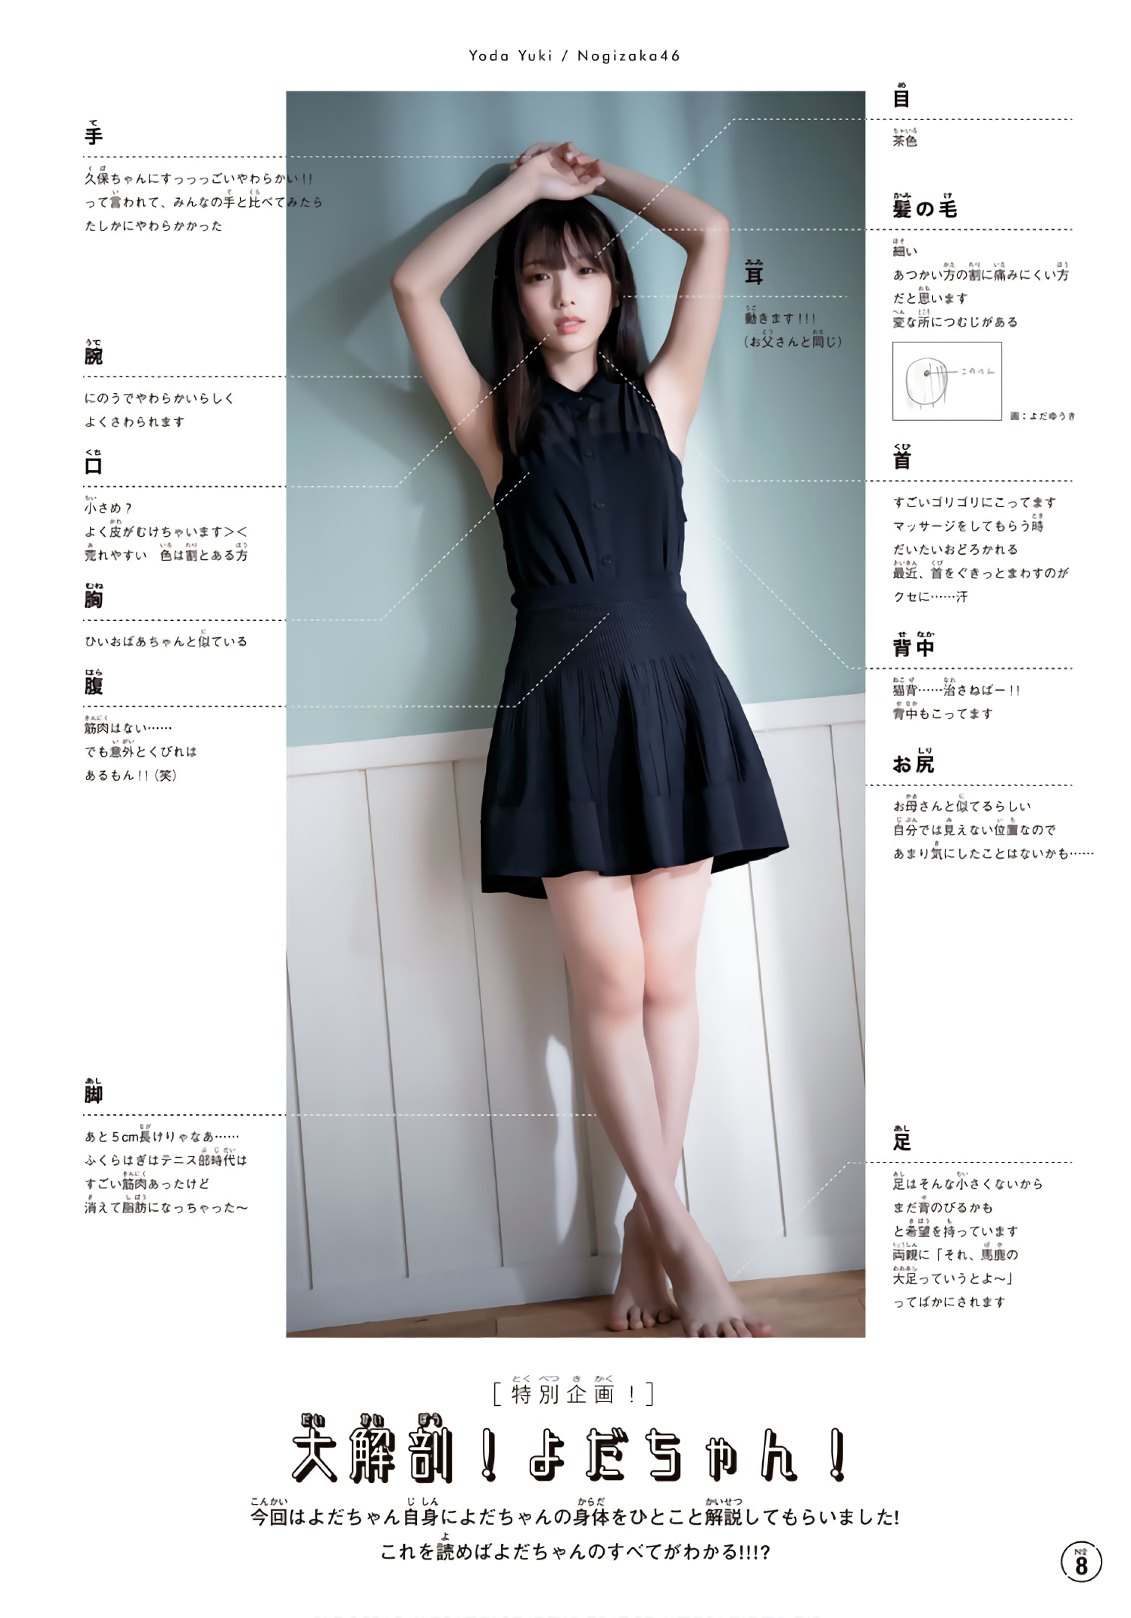 Yoda Yuki / Nogizaka46
手
久保ちゃんにすっっっごいやわらかい!!
って言われて、みんなの手と比べてみたら
たしかにやわらかかった
腕
にのうでやわらかいらしく
よくさわられます
口
小さめ?
よく皮がむけちゃいます><
荒れやすい 色は割とある方
胸
ひいおばあちゃんと似ている
腹
筋肉はない……
でも意外とくびれは
あるもん!!(笑)
脚
あと5cm長けりゃなあ……
ふくらはぎはテニス部時代は
すごい筋肉あったけど
消えて脂肪になっちゃった〜
目
茶色
髪の毛
細い
あつかい方の割に痛みにくい方
だと思います
変な所につむじがある
このへん
画:よだゆうき
耳
動きます!!!
(お父さんと同じ)
首
すごいゴリゴリにこってます
マッサージをしてもらう時
だいたいおどろかれる
最近、首をぐきっとまわすのが
クセに……汗
背中
猫背……治さねばー!!
背中もこってます
お尻
お母さんと似てるらしい
自分では見えない位置なので
あまり気にしたことはないかも……
足
足はそんな小さくないから
まだ背のびるかも
と希望を持っています
両親に「それ、馬鹿の
大足っていうとよ〜」
ってばかにされます
[特別企画!]
大解剖!よだちゃん!
今回はよだちゃん自身によだちゃんの身体をひとこと解説してもらいました!
これを読めばよだちゃんのすべてがわかる!!!?
No
8